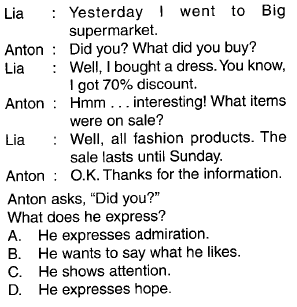 Lia : Yesterday I went to Big
supermarket.
Anton : Did you? What did you buy?
Lia : Well, I bought a dress. You know,
I got 70% discount.
Anton : Hmm . . . interesting! What items
were on sale?
Lia : Well, all fashion products. The
sale lasts until Sunday.
Anton : O.K. Thanks for the information.
Anton asks, “Did you?”
What does he express?
A. He expresses admiration.
B. He wants to say what he likes.
C. He shows attention.
D. He expresses hope.